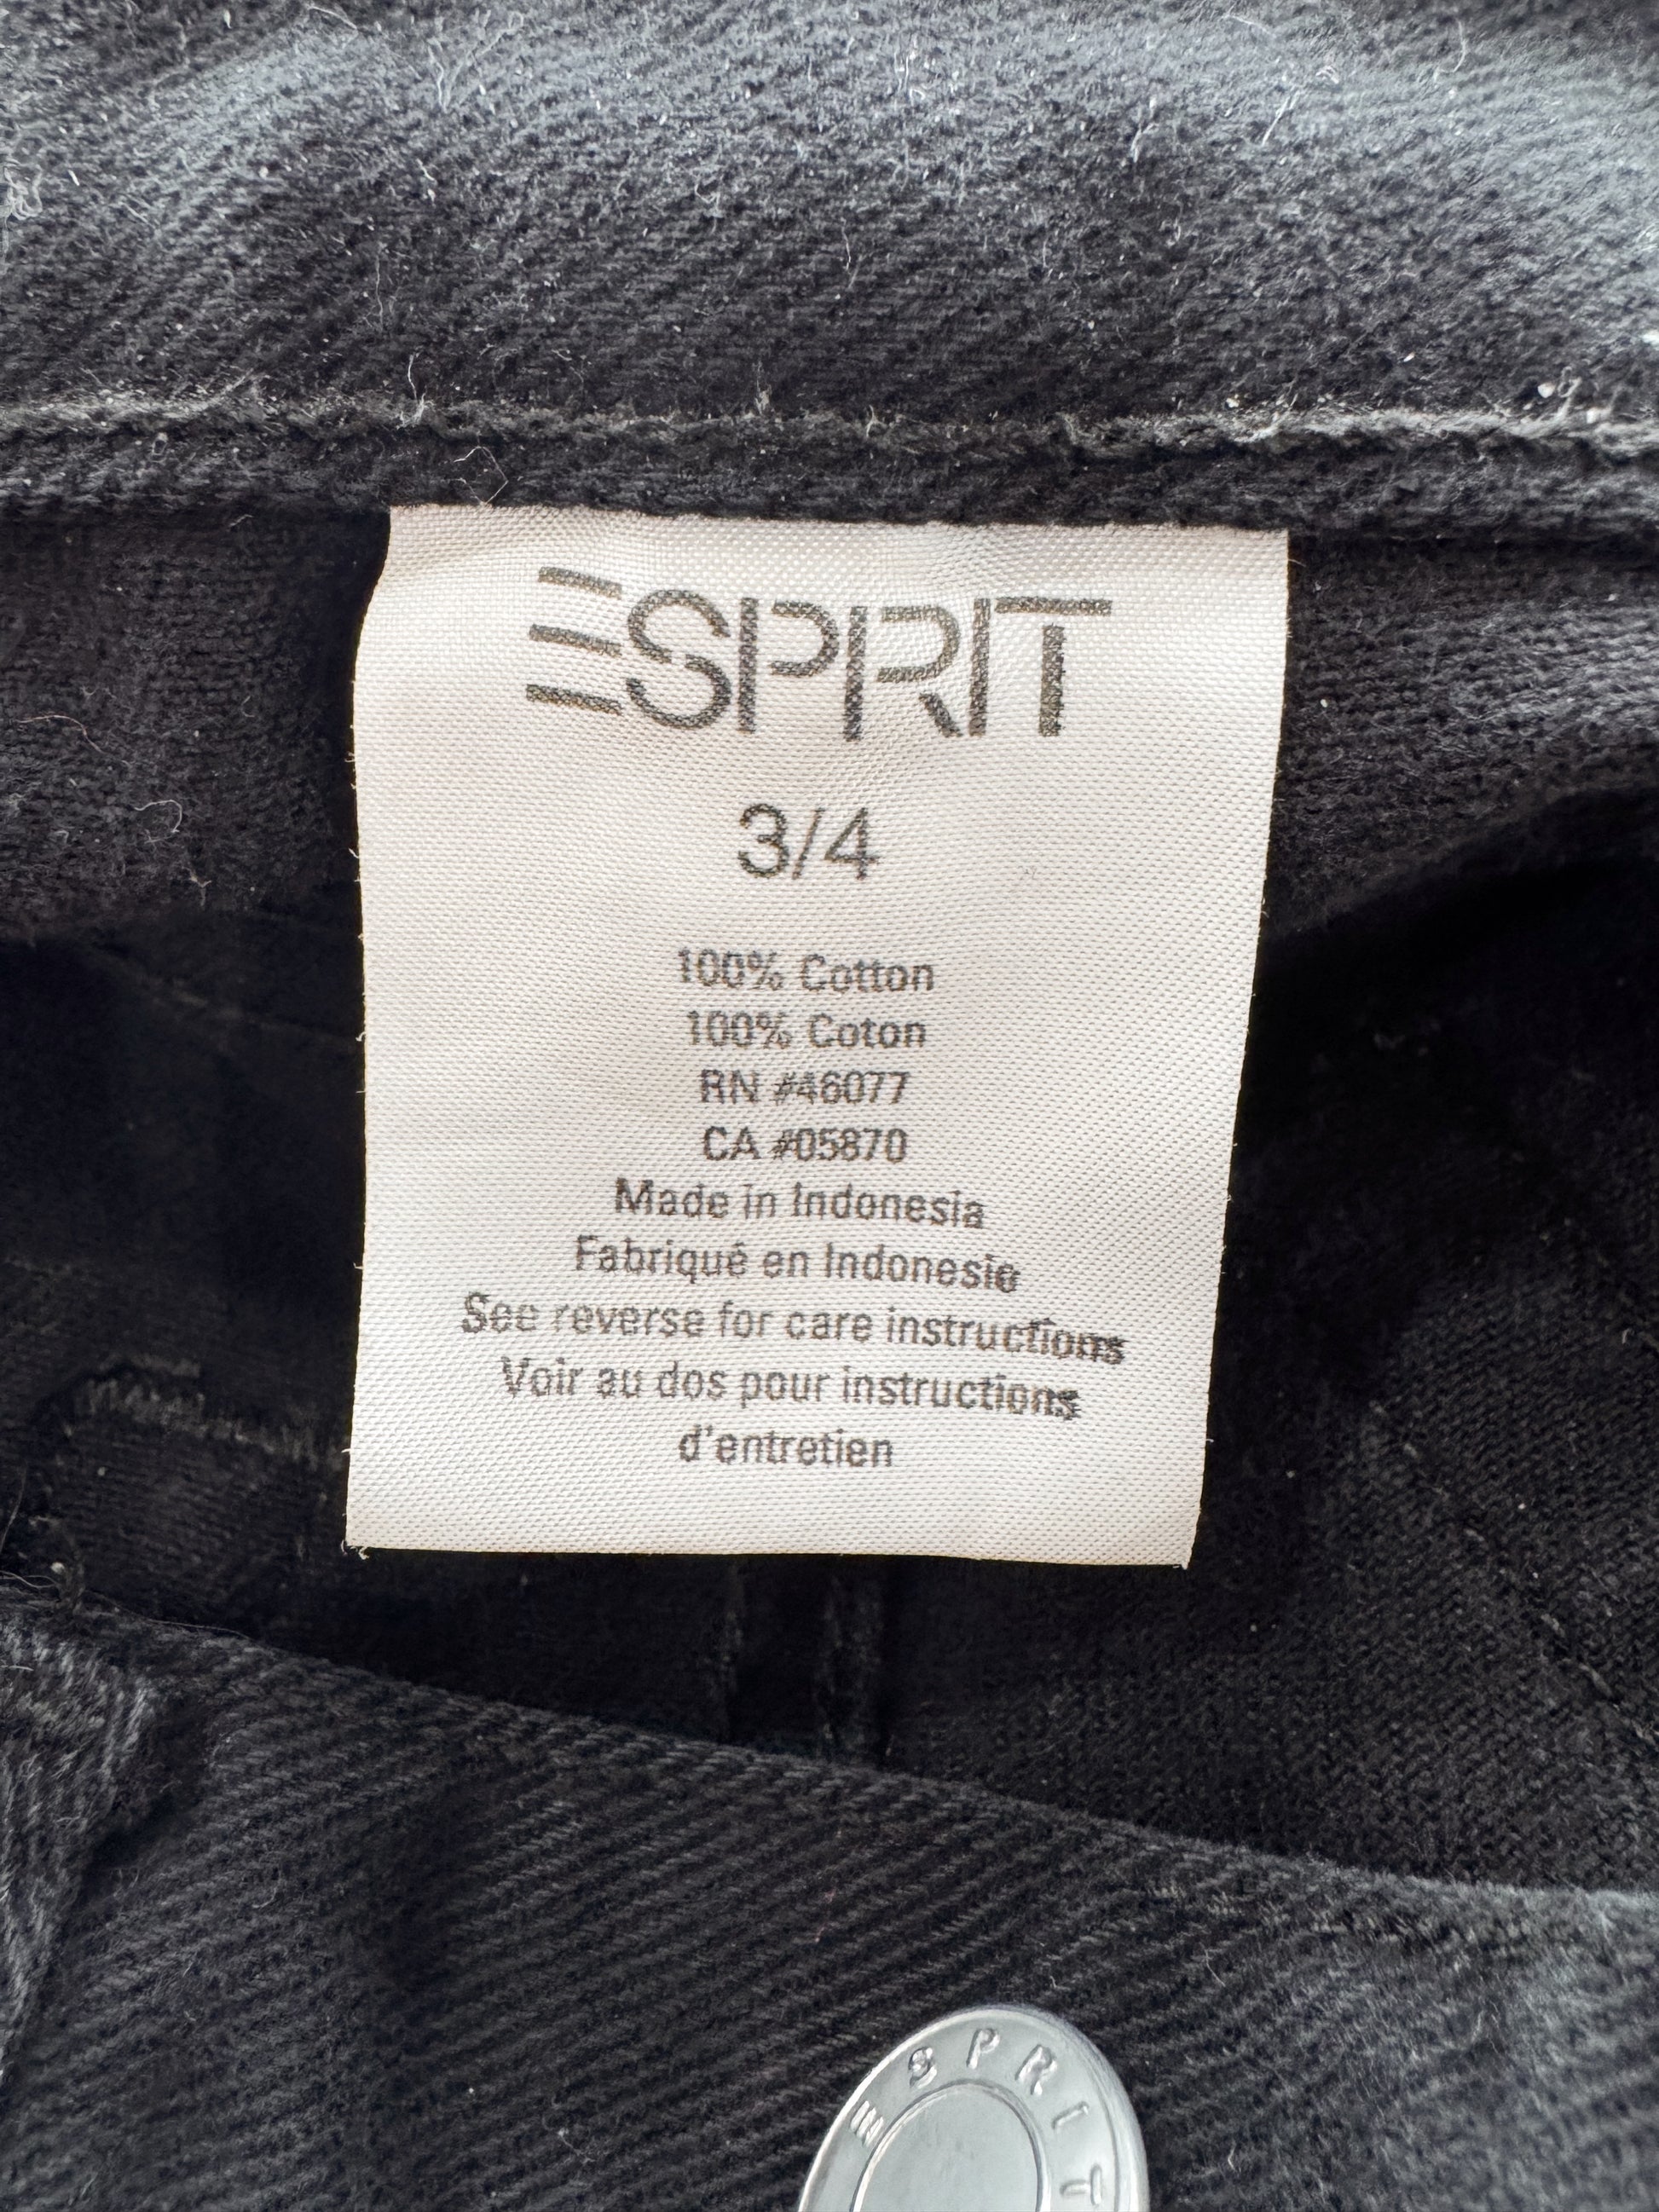 ESPRIT
3/4
100% Cotton
100% Coton
RN #46077
CA #05870
Made in Indonesia
Fabriqué en Indonesie
See reverse for care instructions
Voir au dos pour instructions
d'entretien
ESPRIT